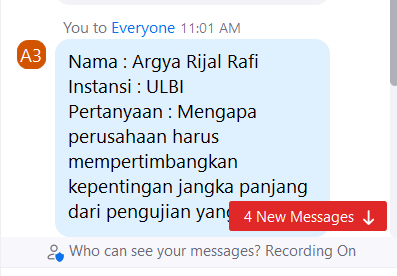 You to Everyone 11:01 AM
A3
Nama : Argya Rijal Rafi
Instansi : ULBI
Pertanyaan : Mengapa
perusahaan harus
mempertimbangkan
kepentingan jangka panjang
dari pengujian yang
4 New Messages ↓
Who can see your messages? Recording On